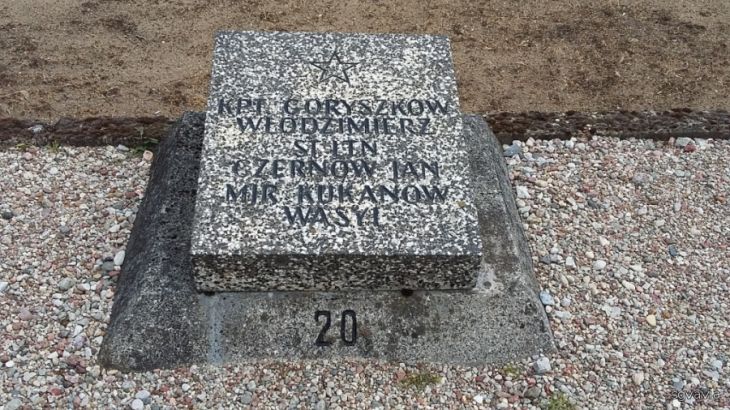 KPT. GORYSZKOW
WŁODZIMIERZ
ST. LTN
CZERNOW JAN
MJR. KUKANOW
WASYL
20